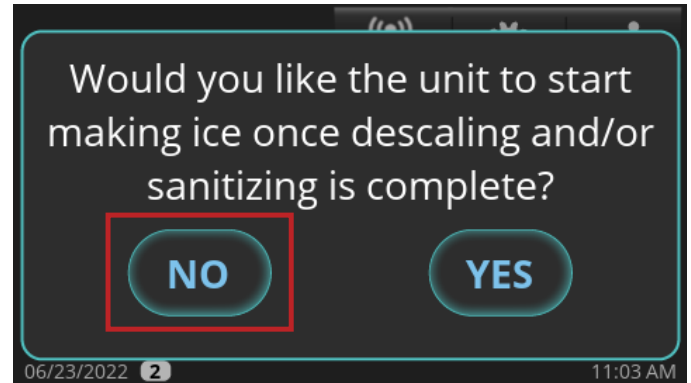 Would you like the unit to start
making ice once descaling and/or
sanitizing is complete?
NO YES
06/23/2022 2 11:03 AM